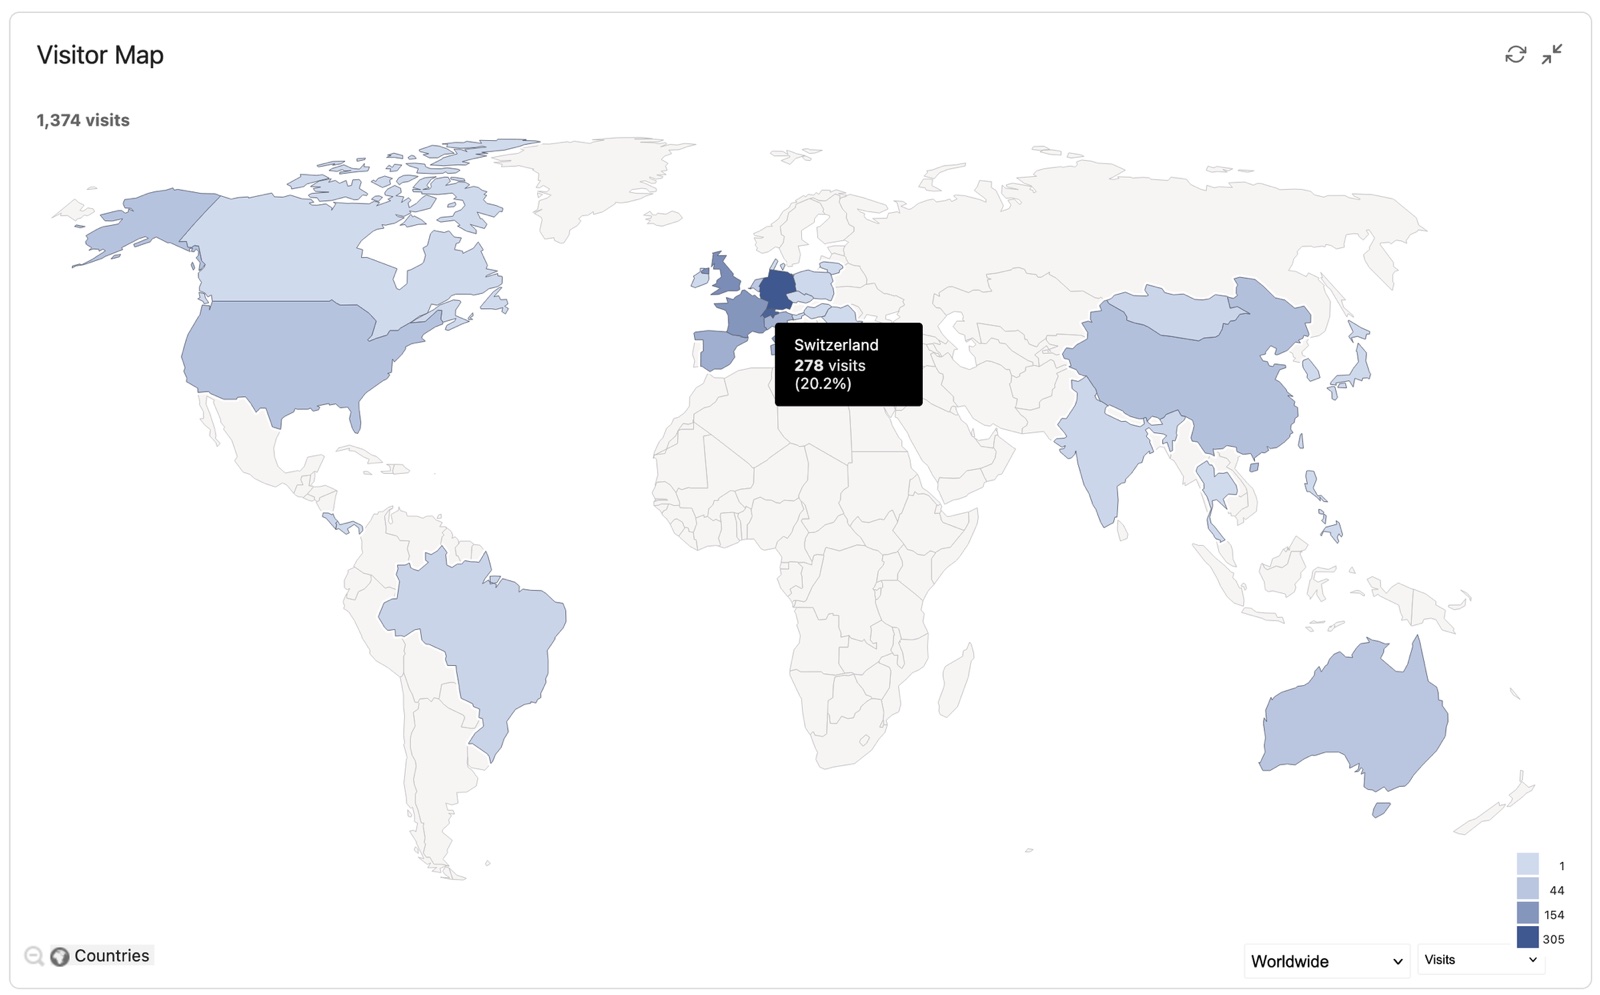 Visitor Map
1,374 visits
Switzerland
278 visits
(20.2%)
1
44
154
305
Countries
Worldwide
Visits